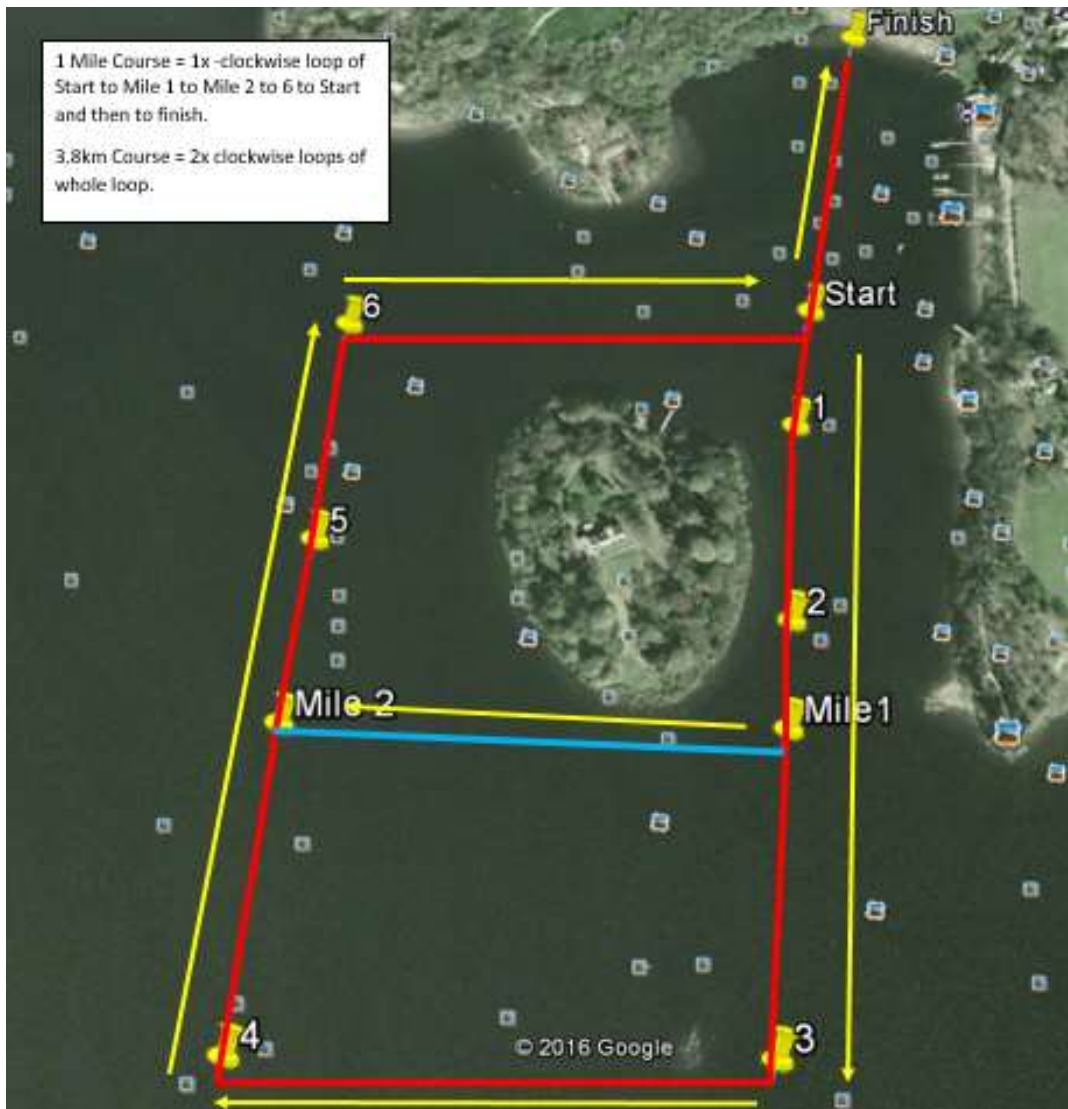 Finish
1 Mile Course = 1x -clockwise loop of
Start to Mile 1 to Mile 2 to 6 to Start
and then to finish.
3.8km Course = 2x clockwise loops of
whole loop.
6
Start
1
5
2
Mile 2
Mile1
4
3
© 2016 Google